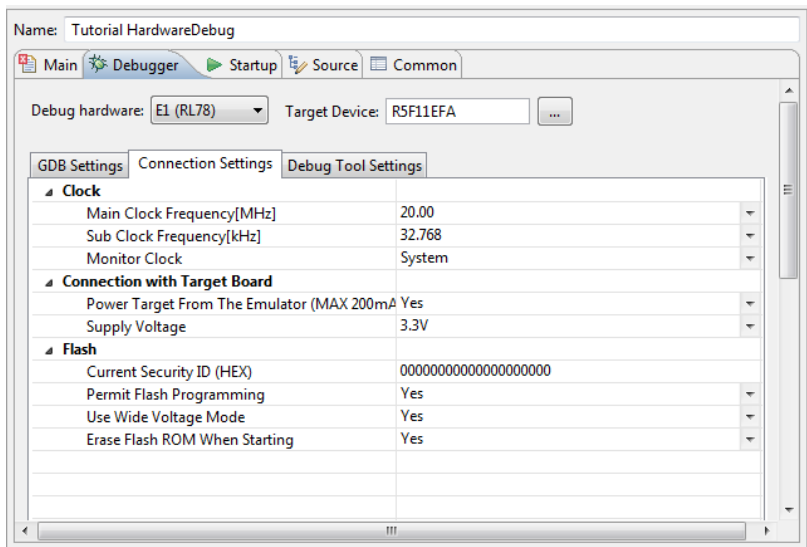 Name: Tutorial HardwareDebug
Main Debugger Startup Source Common
Debug hardware: E1 (RL78) Target Device: R5F11EFA ...
GDB Settings Connection Settings Debug Tool Settings
Clock
Main Clock Frequency[MHz] 20.00
Sub Clock Frequency[kHz] 32.768
Monitor Clock System
Connection with Target Board
Power Target From The Emulator (MAX 200mA Yes
Supply Voltage 3.3V
Flash
Current Security ID (HEX) 00000000000000000000
Permit Flash Programming Yes
Use Wide Voltage Mode Yes
Erase Flash ROM When Starting Yes